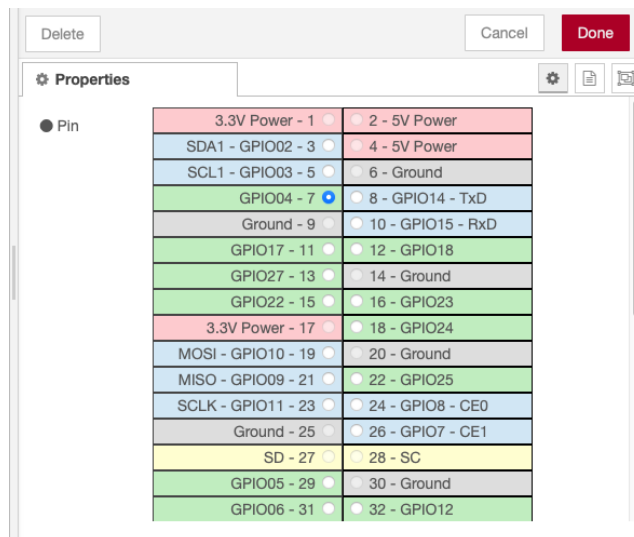 Delete Cancel Done
Properties
Pin
3.3V Power - 1 2 - 5V Power
SDA1 - GPIO02 - 3 4 - 5V Power
SCL1 - GPIO03 - 5 6 - Ground
GPIO04 - 7 8 - GPIO14 - TxD
Ground - 9 10 - GPIO15 - RxD
GPIO17 - 11 12 - GPIO18
GPIO27 - 13 14 - Ground
GPIO22 - 15 16 - GPIO23
3.3V Power - 17 18 - GPIO24
MOSI - GPIO10 - 19 20 - Ground
MISO - GPIO09 - 21 22 - GPIO25
SCLK - GPIO11 - 23 24 - GPIO8 - CE0
Ground - 25 26 - GPIO7 - CE1
SD - 27 28 - SC
GPIO05 - 29 30 - Ground
GPIO06 - 31 32 - GPIO12